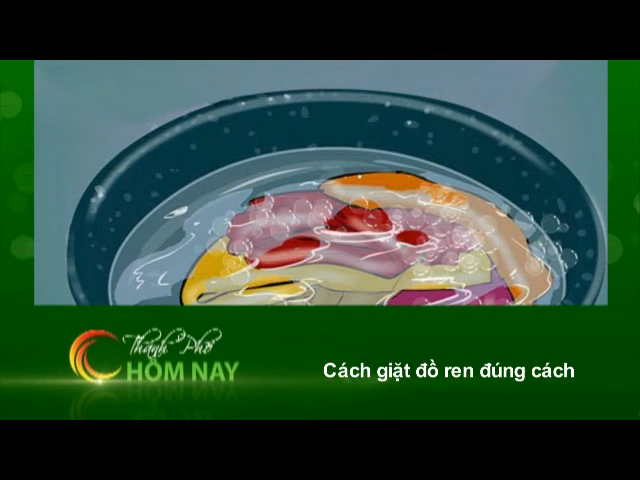 Thành Phố
HÔM NAY
Cách giặt đồ ren đúng cách